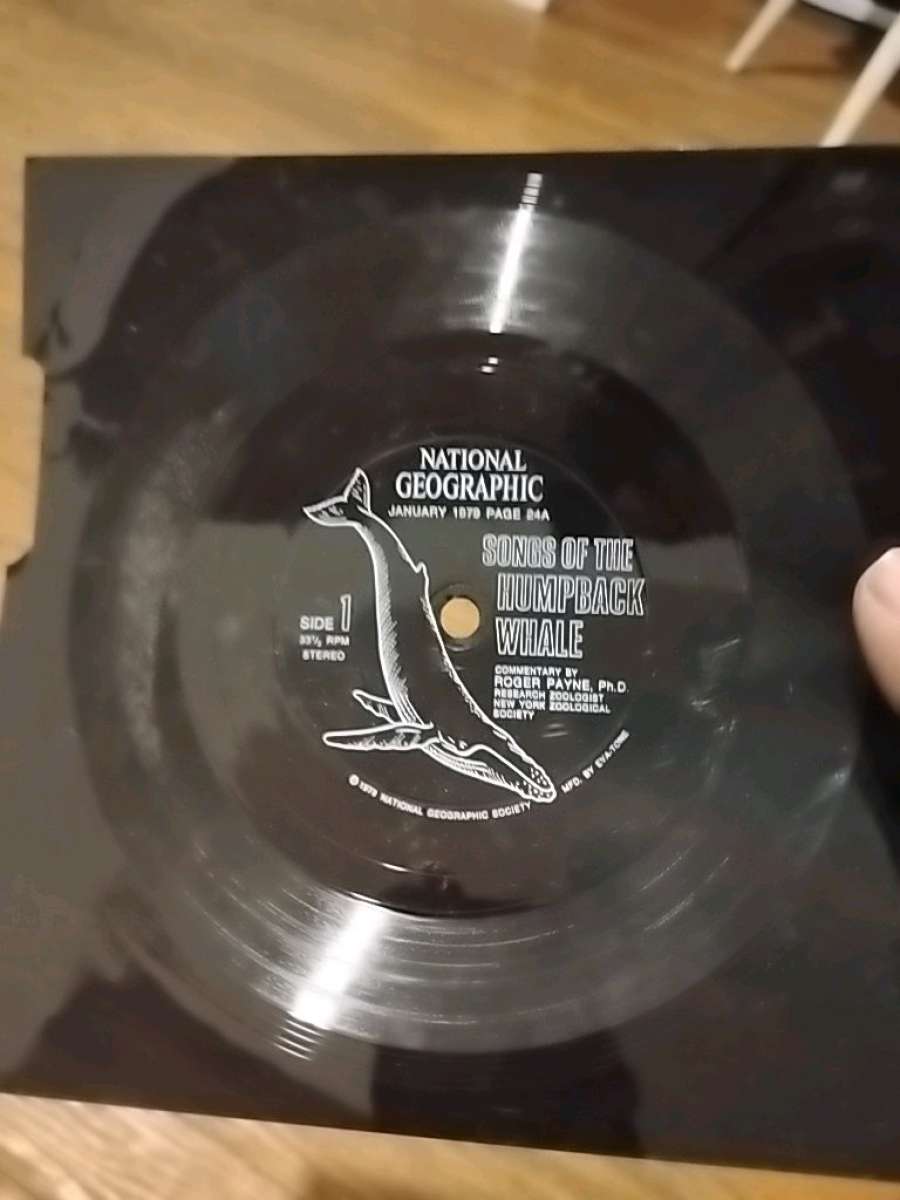 NATIONAL
GEOGRAPHIC
JANUARY 1979 PAGE 24A
SONGS OF THE
HUMPBACK
WHALE
SIDE 1
33⅓ RPM
STEREO
COMMENTARY BY
ROGER PAYNE, Ph.D.
RESEARCH ZOOLOGIST
NEW YORK ZOOLOGICAL
SOCIETY
© 1979 NATIONAL GEOGRAPHIC SOCIETY
MFD. BY EVA-TONE